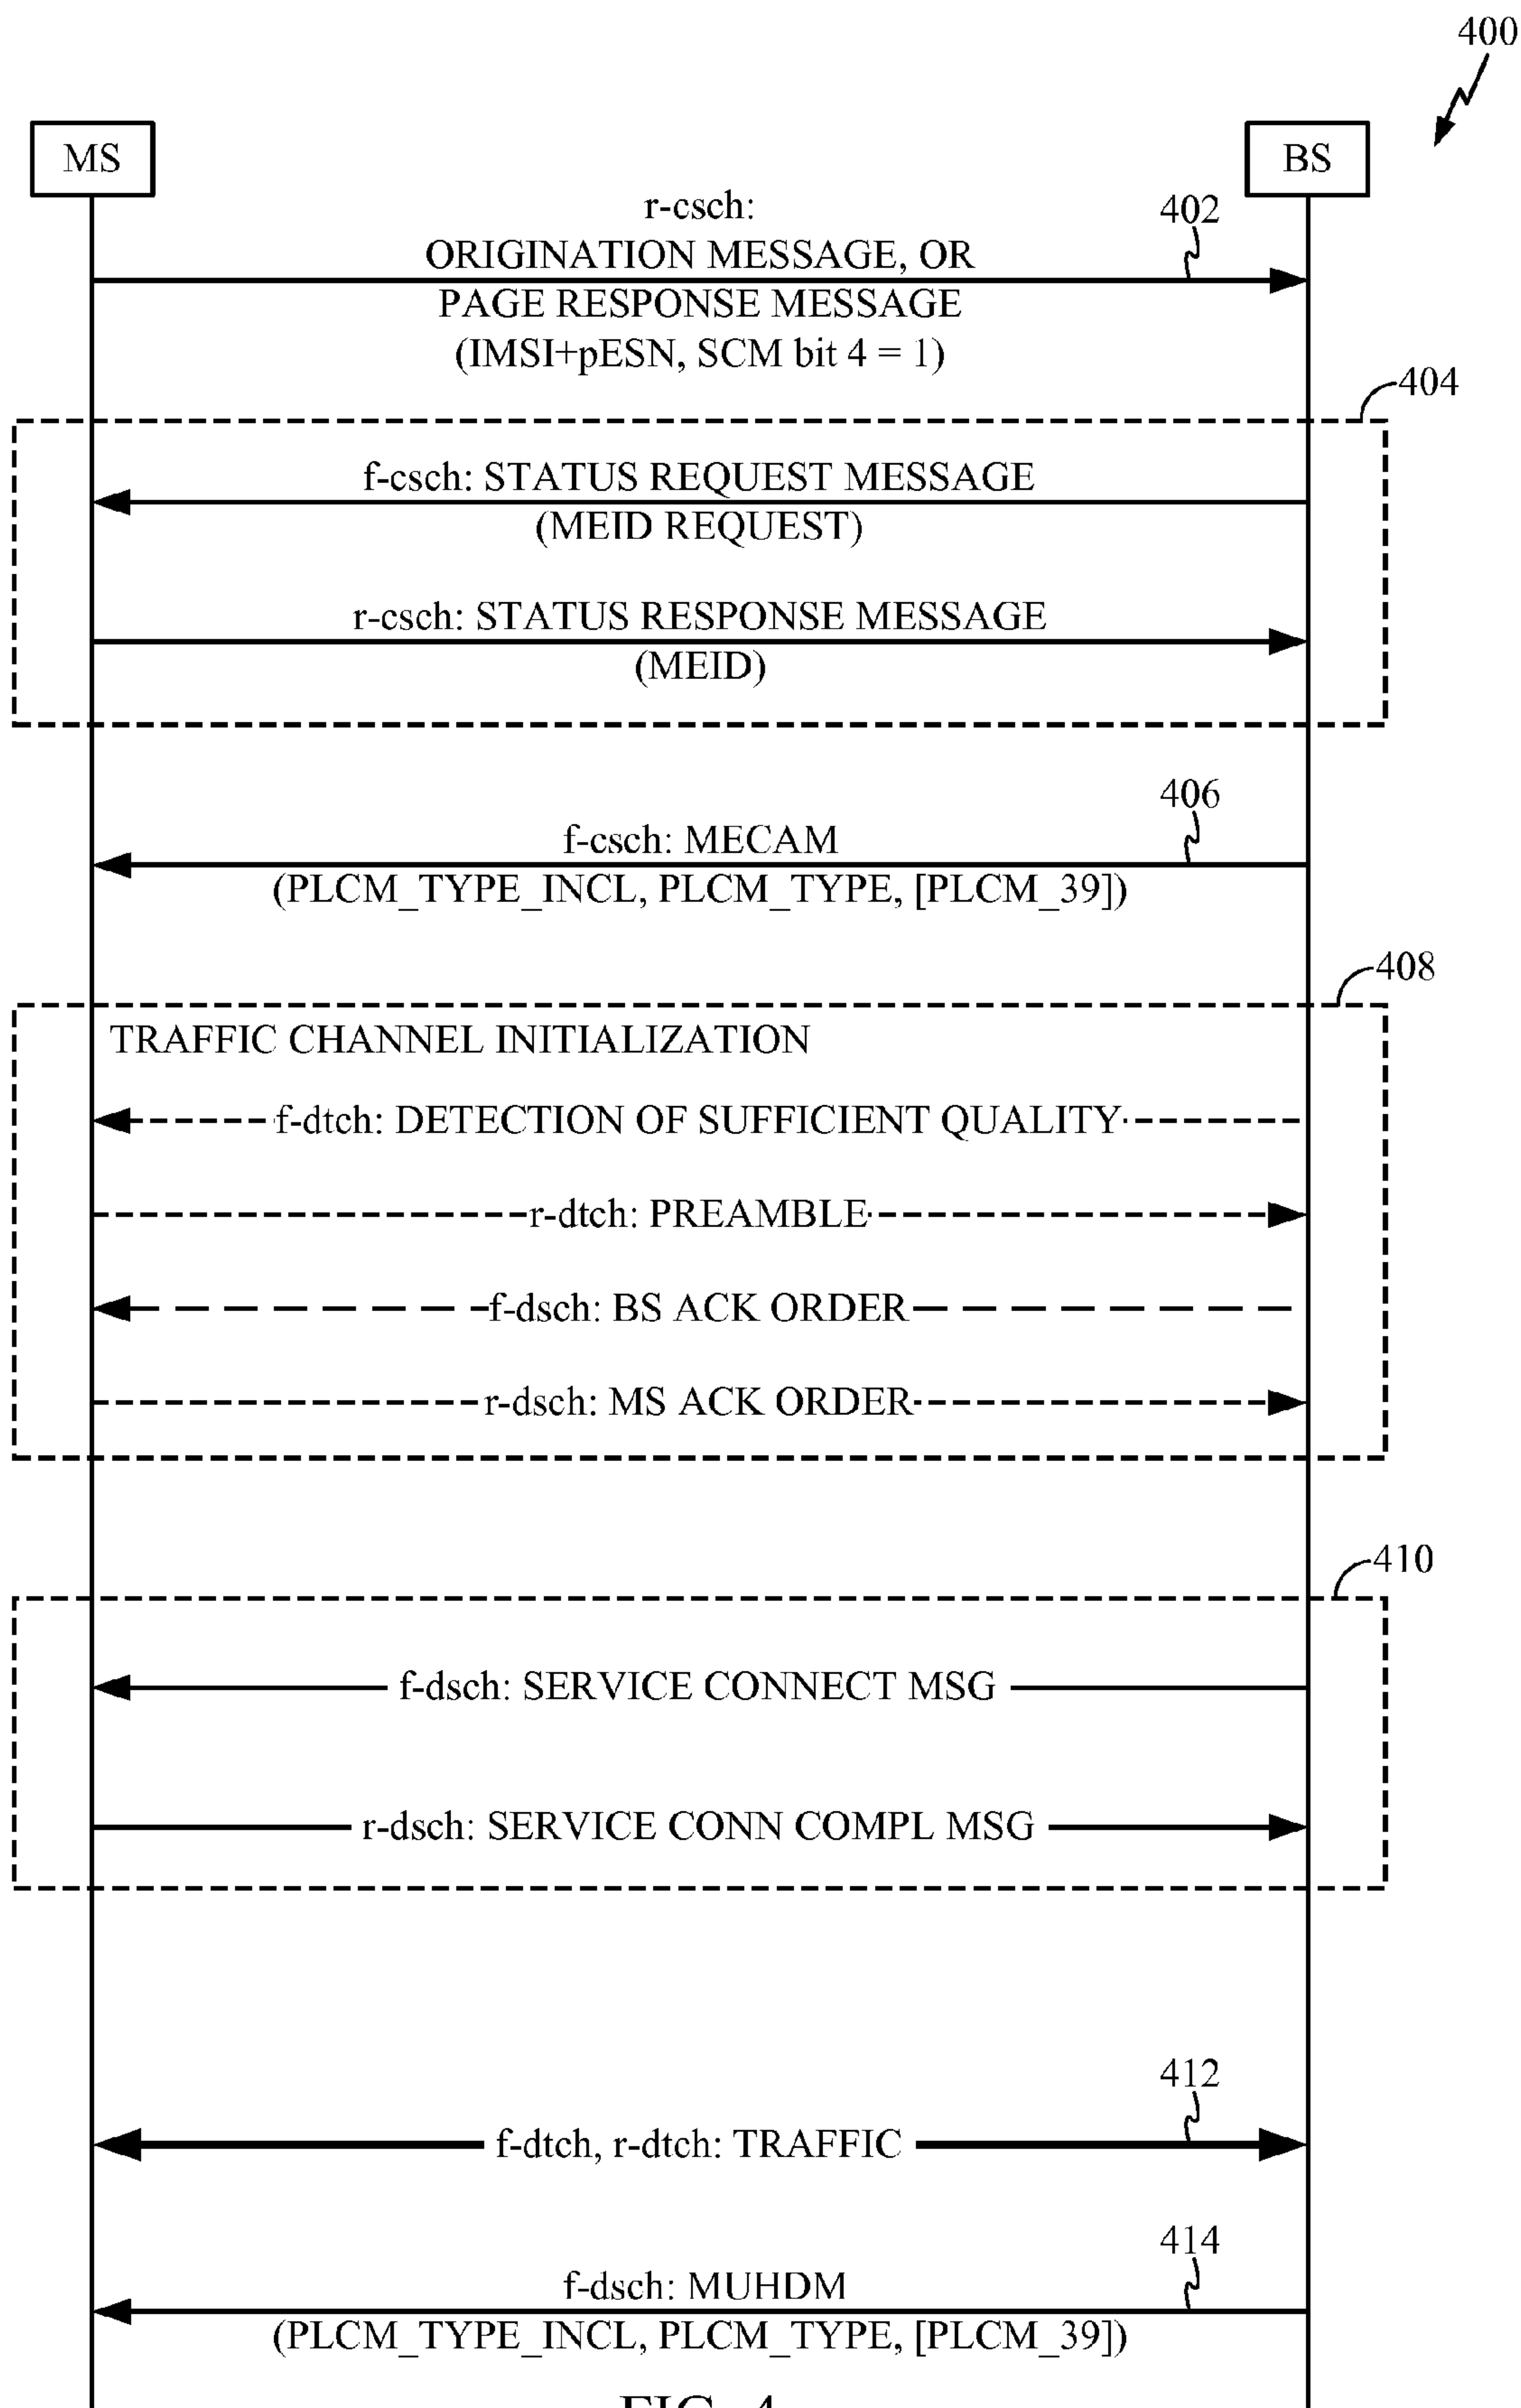 400
MS
BS
r-csch:
402
ORIGINATION MESSAGE, OR
PAGE RESPONSE MESSAGE
(IMSI+pESN, SCM bit 4 = 1)
404
f-csch: STATUS REQUEST MESSAGE
(MEID REQUEST)
r-csch: STATUS RESPONSE MESSAGE
(MEID)
406
f-csch: MECAM
(PLCM_TYPE_INCL, PLCM_TYPE, [PLCM_39])
408
TRAFFIC CHANNEL INITIALIZATION
f-dtch: DETECTION OF SUFFICIENT QUALITY
r-dtch: PREAMBLE
f-dsch: BS ACK ORDER
r-dsch: MS ACK ORDER
410
f-dsch: SERVICE CONNECT MSG
r-dsch: SERVICE CONN COMPL MSG
412
f-dtch, r-dtch: TRAFFIC
414
f-dsch: MUHDM
(PLCM_TYPE_INCL, PLCM_TYPE, [PLCM_39])
FIG. 4